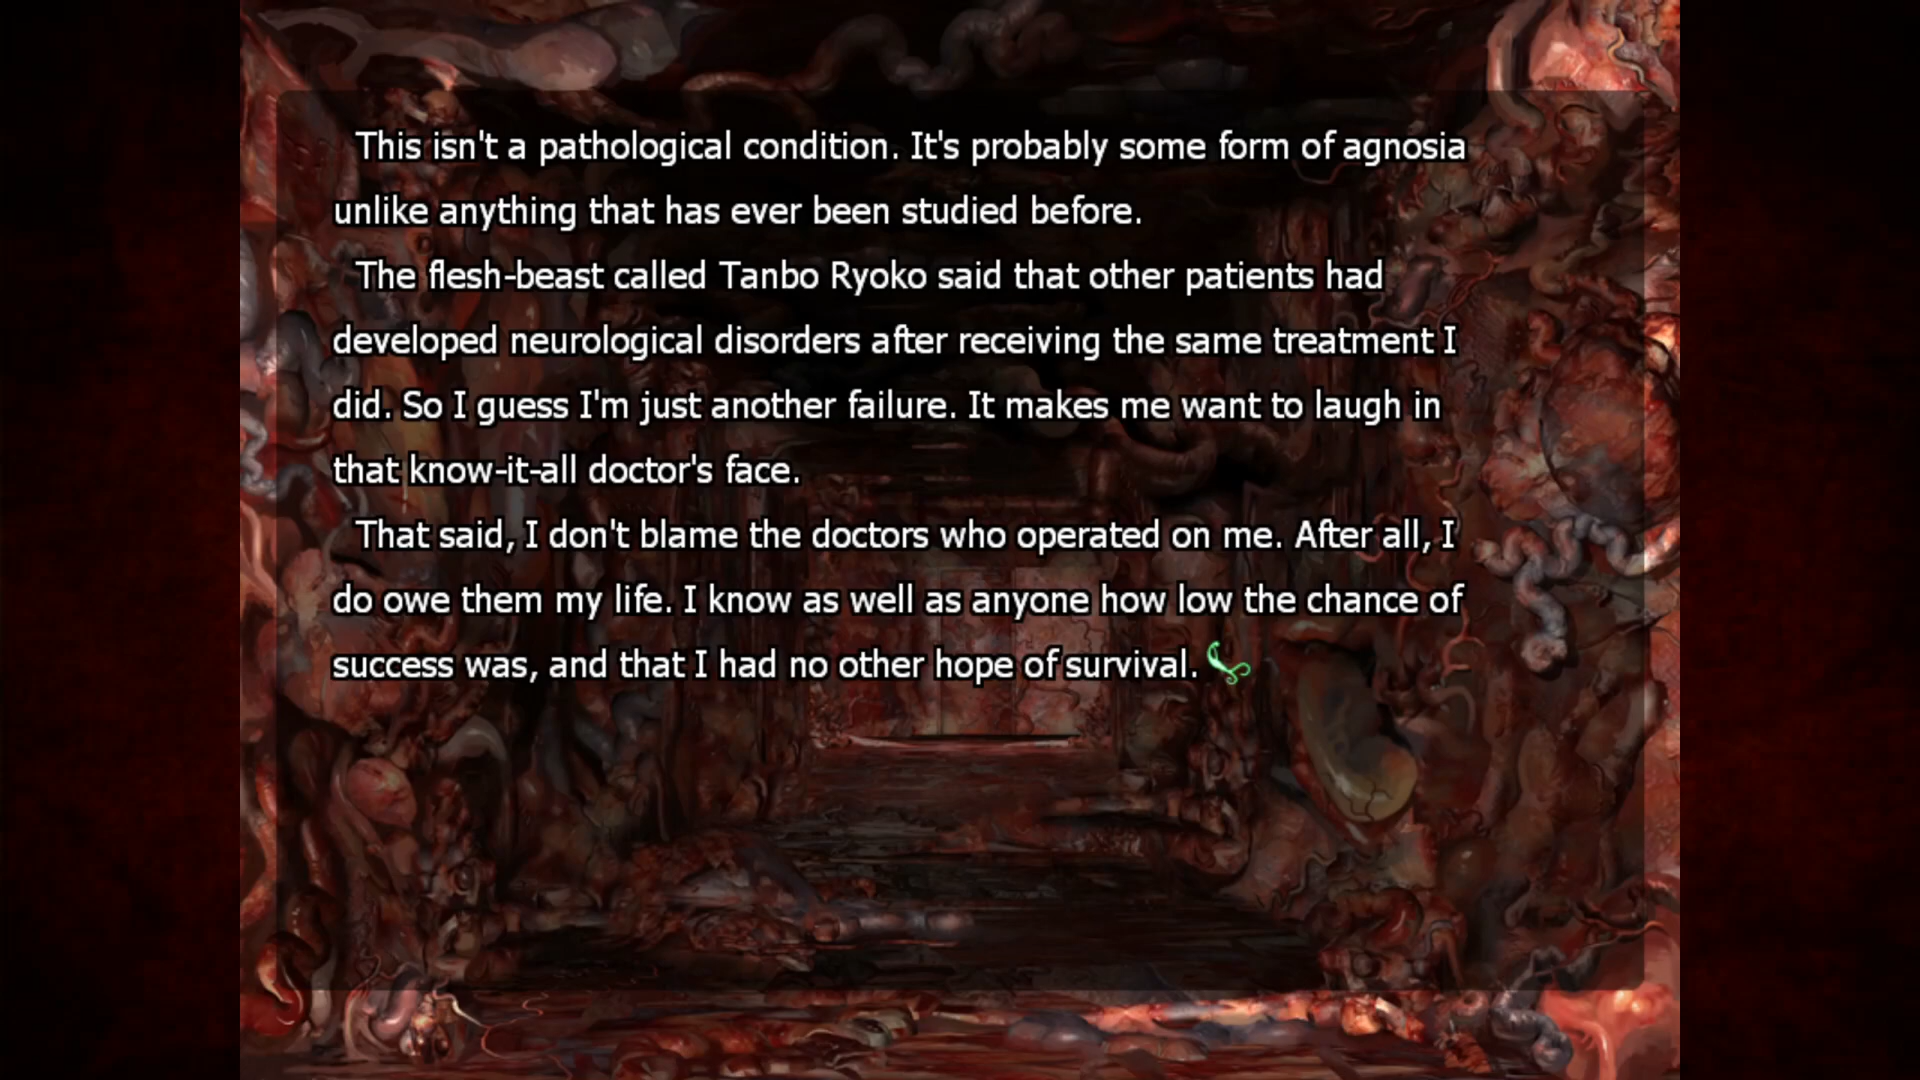 This isn't a pathological condition. It's probably some form of agnosia
unlike anything that has ever been studied before.
The flesh-beast called Tanbo Ryoko said that other patients had
developed neurological disorders after receiving the same treatment I
did. So I guess I'm just another failure. It makes me want to laugh in
that know-it-all doctor's face.
That said, I don't blame the doctors who operated on me. After all, I
do owe them my life. I know as well as anyone how low the chance of
success was, and that I had no other hope of survival.